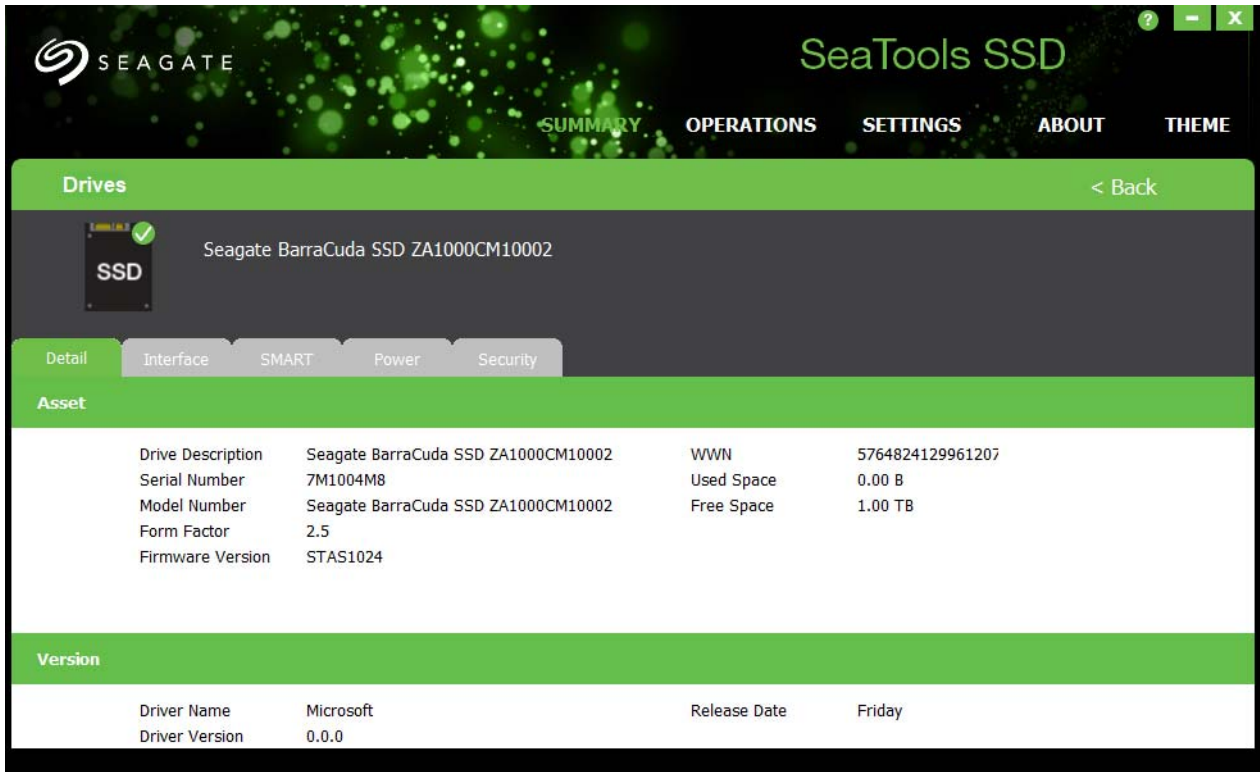 SEAGATE
SeaTools SSD
? - X
SUMMARY OPERATIONS SETTINGS ABOUT THEME
Drives < Back
SSD
Seagate BarraCuda SSD ZA1000CM10002
Detail Interface SMART Power Security
Asset
Drive Description Seagate BarraCuda SSD ZA1000CM10002 WWN 5764824129961207
Serial Number 7M1004M8 Used Space 0.00 B
Model Number Seagate BarraCuda SSD ZA1000CM10002 Free Space 1.00 TB
Form Factor 2.5
Firmware Version STAS1024
Version
Driver Name Microsoft Release Date Friday
Driver Version 0.0.0